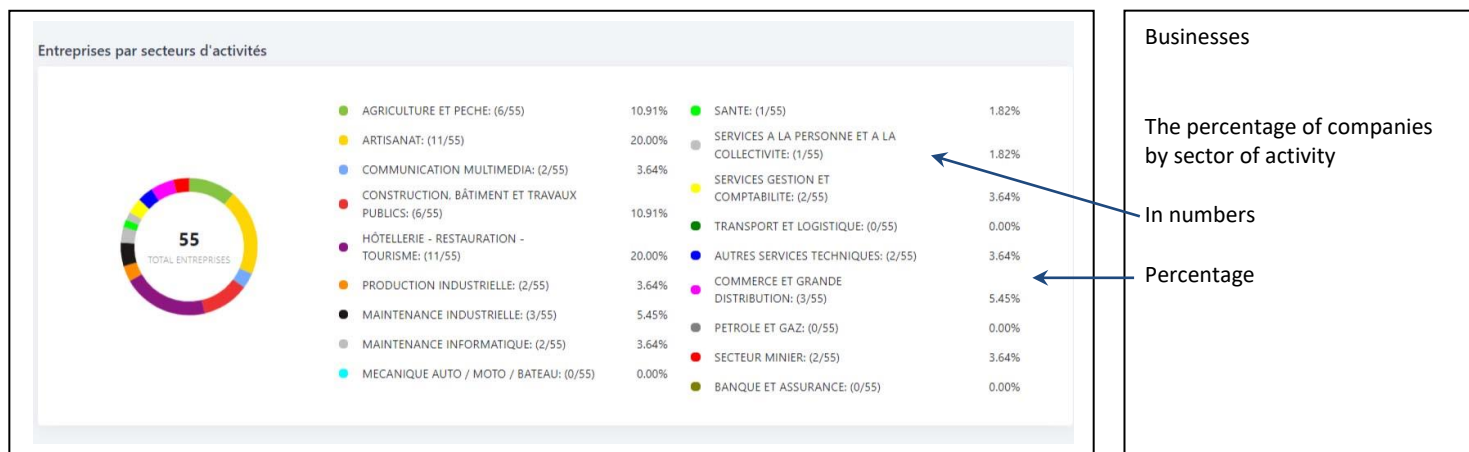 Entreprises par secteurs d'activités
55
TOTAL ENTREPRISES
AGRICULTURE ET PECHE: (6/55) 10.91%
ARTISANAT: (11/55) 20.00%
COMMUNICATION MULTIMEDIA: (2/55) 3.64%
CONSTRUCTION, BÂTIMENT ET TRAVAUX
PUBLICS: (6/55) 10.91%
HÔTELLERIE - RESTAURATION -
TOURISME: (11/55) 20.00%
PRODUCTION INDUSTRIELLE: (2/55) 3.64%
MAINTENANCE INDUSTRIELLE: (3/55) 5.45%
MAINTENANCE INFORMATIQUE: (2/55) 3.64%
MECANIQUE AUTO / MOTO / BATEAU: (0/55) 0.00%
SANTE: (1/55) 1.82%
SERVICES A LA PERSONNE ET A LA
COLLECTIVITE: (1/55) 1.82%
SERVICES GESTION ET
COMPTABILITE: (2/55) 3.64%
TRANSPORT ET LOGISTIQUE: (0/55) 0.00%
AUTRES SERVICES TECHNIQUES: (2/55) 3.64%
COMMERCE ET GRANDE
DISTRIBUTION: (3/55) 5.45%
PETROLE ET GAZ: (0/55) 0.00%
SECTEUR MINIER: (2/55) 3.64%
BANQUE ET ASSURANCE: (0/55) 0.00%
Businesses
The percentage of companies
by sector of activity
In numbers
Percentage